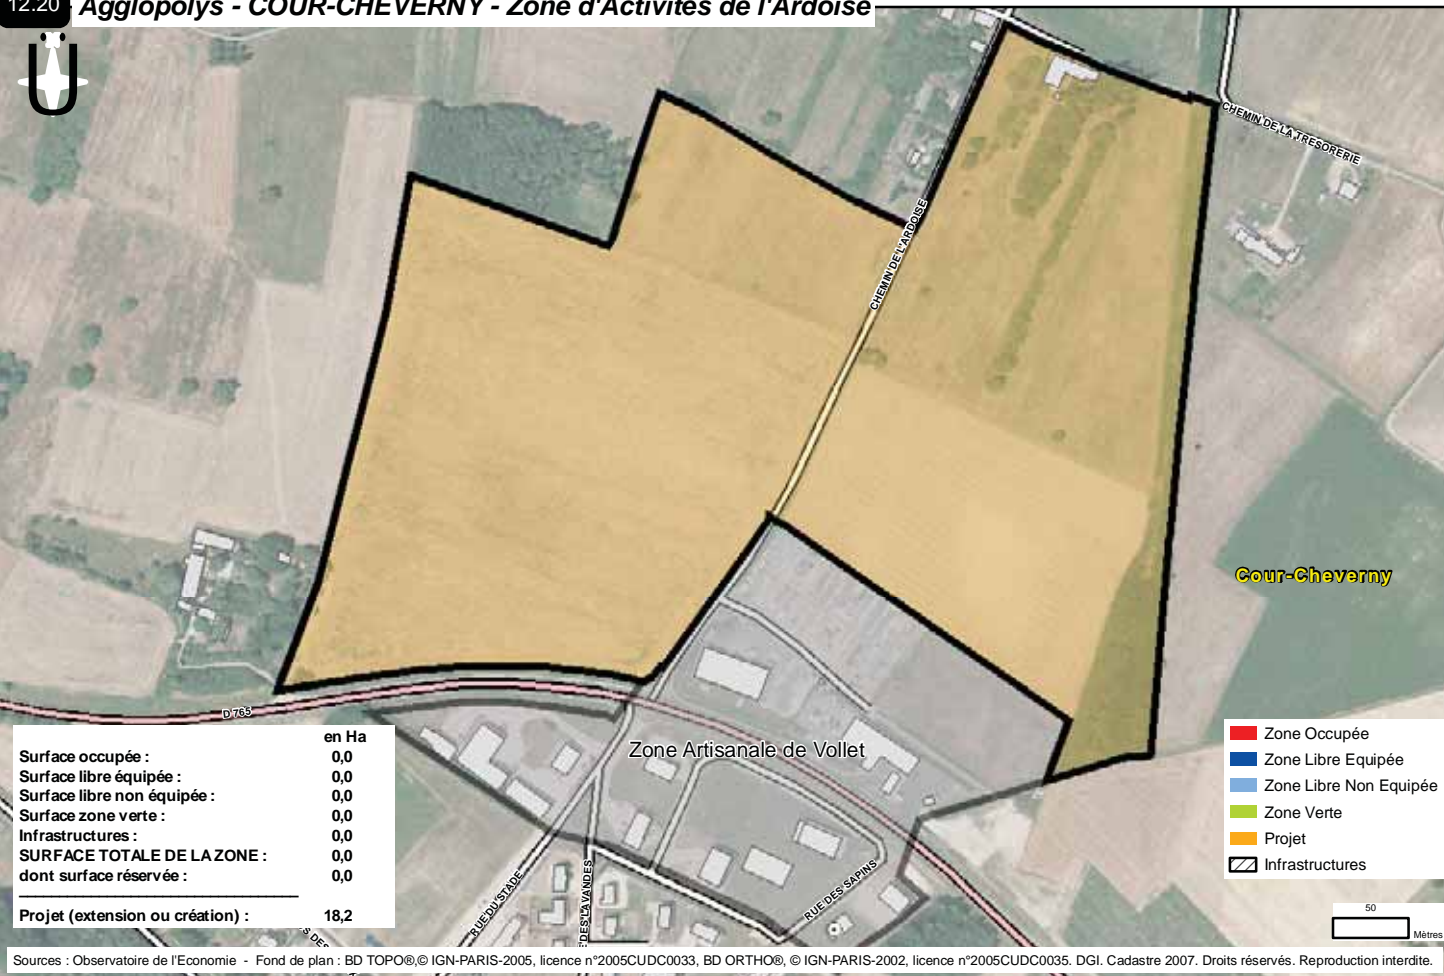 12.20 Agglopolys - COUR-CHEVERNY - Zone d'Activités de l'Ardoise
CHEMIN DE LA TRESORERIE
CHEMIN DE L'ARDOISE
Cour-Cheverny
D 765
Zone Artisanale de Vollet
RUE DU STADE
DES LAVANDES
RUE DES SAPINS
en Ha
Surface occupée : 0,0
Surface libre équipée : 0,0
Surface libre non équipée : 0,0
Surface zone verte : 0,0
Infrastructures : 0,0
SURFACE TOTALE DE LA ZONE : 0,0
dont surface réservée : 0,0
Projet (extension ou création) : 18,2
Zone Occupée
Zone Libre Equipée
Zone Libre Non Equipée
Zone Verte
Projet
Infrastructures
50
Mètres
Sources : Observatoire de l'Economie - Fond de plan : BD TOPO®,© IGN-PARIS-2005, licence n°2005CUDC0033, BD ORTHO®, © IGN-PARIS-2002, licence n°2005CUDC0035. DGI. Cadastre 2007. Droits réservés. Reproduction interdite.